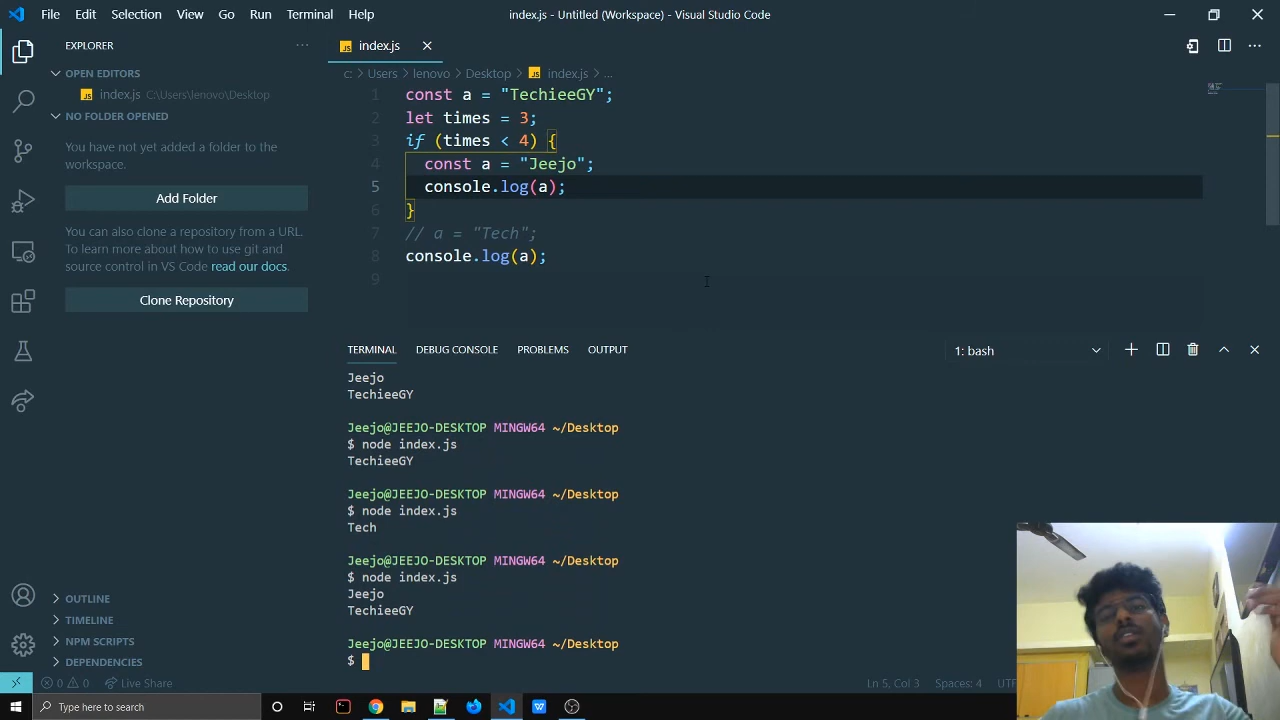 File Edit Selection View Go Run Terminal Help
index.js - Untitled (Workspace) - Visual Studio Code
EXPLORER
OPEN EDITORS
JS index.js C:\Users\lenovo\Desktop
NO FOLDER OPENED
You have not yet added a folder to the
workspace.
Add Folder
You can also clone a repository from a URL.
To learn more about how to use git and
source control in VS Code read our docs.
Clone Repository
OUTLINE
TIMELINE
NPM SCRIPTS
DEPENDENCIES
JS index.js
c: > Users > lenovo > Desktop > JS index.js > ...
1 const a = "TechieeGY";
2 let times = 3;
3 if (times < 4) {
4 const a = "Jeejo";
5 console.log(a);
6 }
7 // a = "Tech";
8 console.log(a);
9
TERMINAL DEBUG CONSOLE PROBLEMS OUTPUT
1: bash
Jeejo
TechieeGY
Jeejo@JEEJO-DESKTOP MINGW64 ~/Desktop
$ node index.js
TechieeGY
Jeejo@JEEJO-DESKTOP MINGW64 ~/Desktop
$ node index.js
Tech
Jeejo@JEEJO-DESKTOP MINGW64 ~/Desktop
$ node index.js
Jeejo
TechieeGY
Jeejo@JEEJO-DESKTOP MINGW64 ~/Desktop
$
0 0 Live Share
Ln 5, Col 3 Spaces: 4 UTF
Type here to search
W